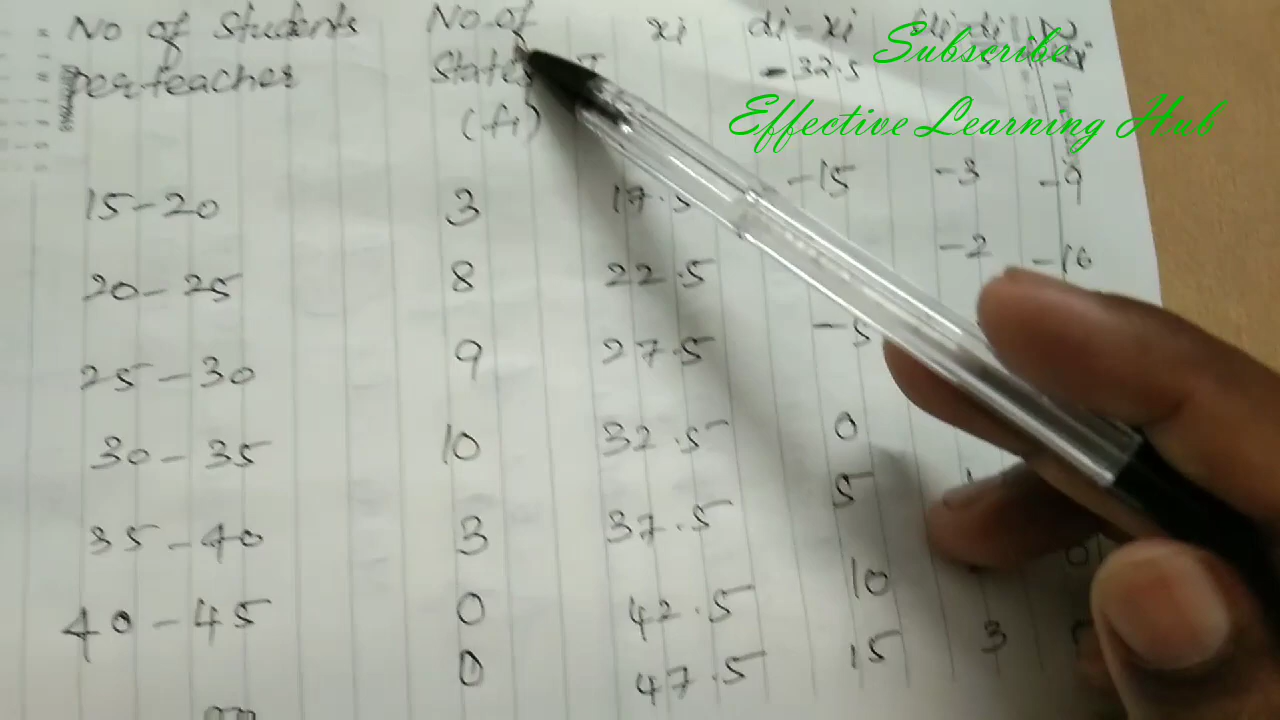 No of Students No. of xi di = xi
per teacher States - 32.5
(fi)
15-20 3 17.5 -15 -3 -9
20-25 8 22.5 -2 -16
25-30 9 27.5 -5
30-35 10 32.5 0
35-40 3 37.5 5
40-45 0 42.5 10
0 47.5 15 3
Subscribe
Effective Learning Hub